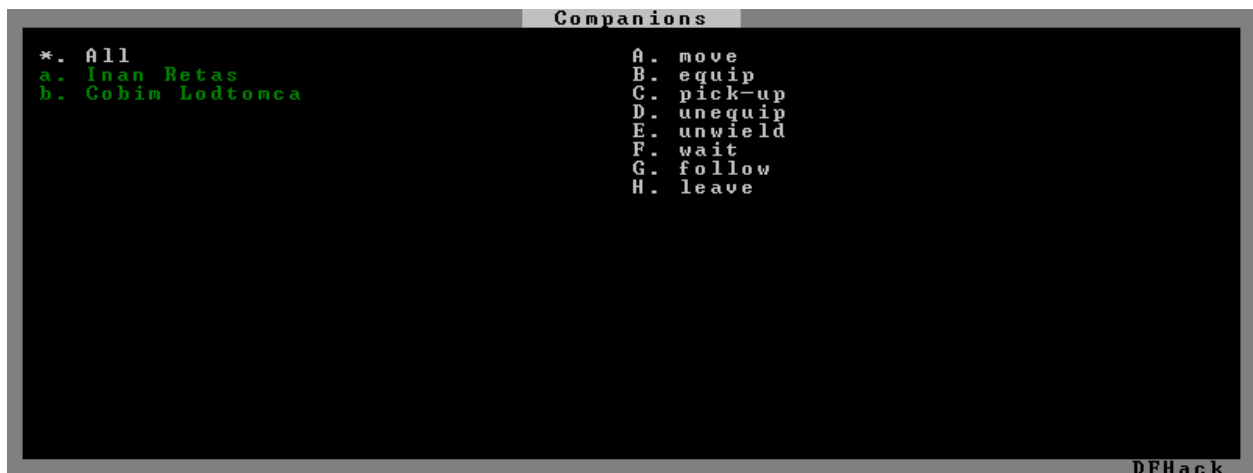 Companions
*. All
a. Inan Retas
b. Cobim Lodtomca
A. move
B. equip
C. pick-up
D. unequip
E. unwield
F. wait
G. follow
H. leave
DFHack